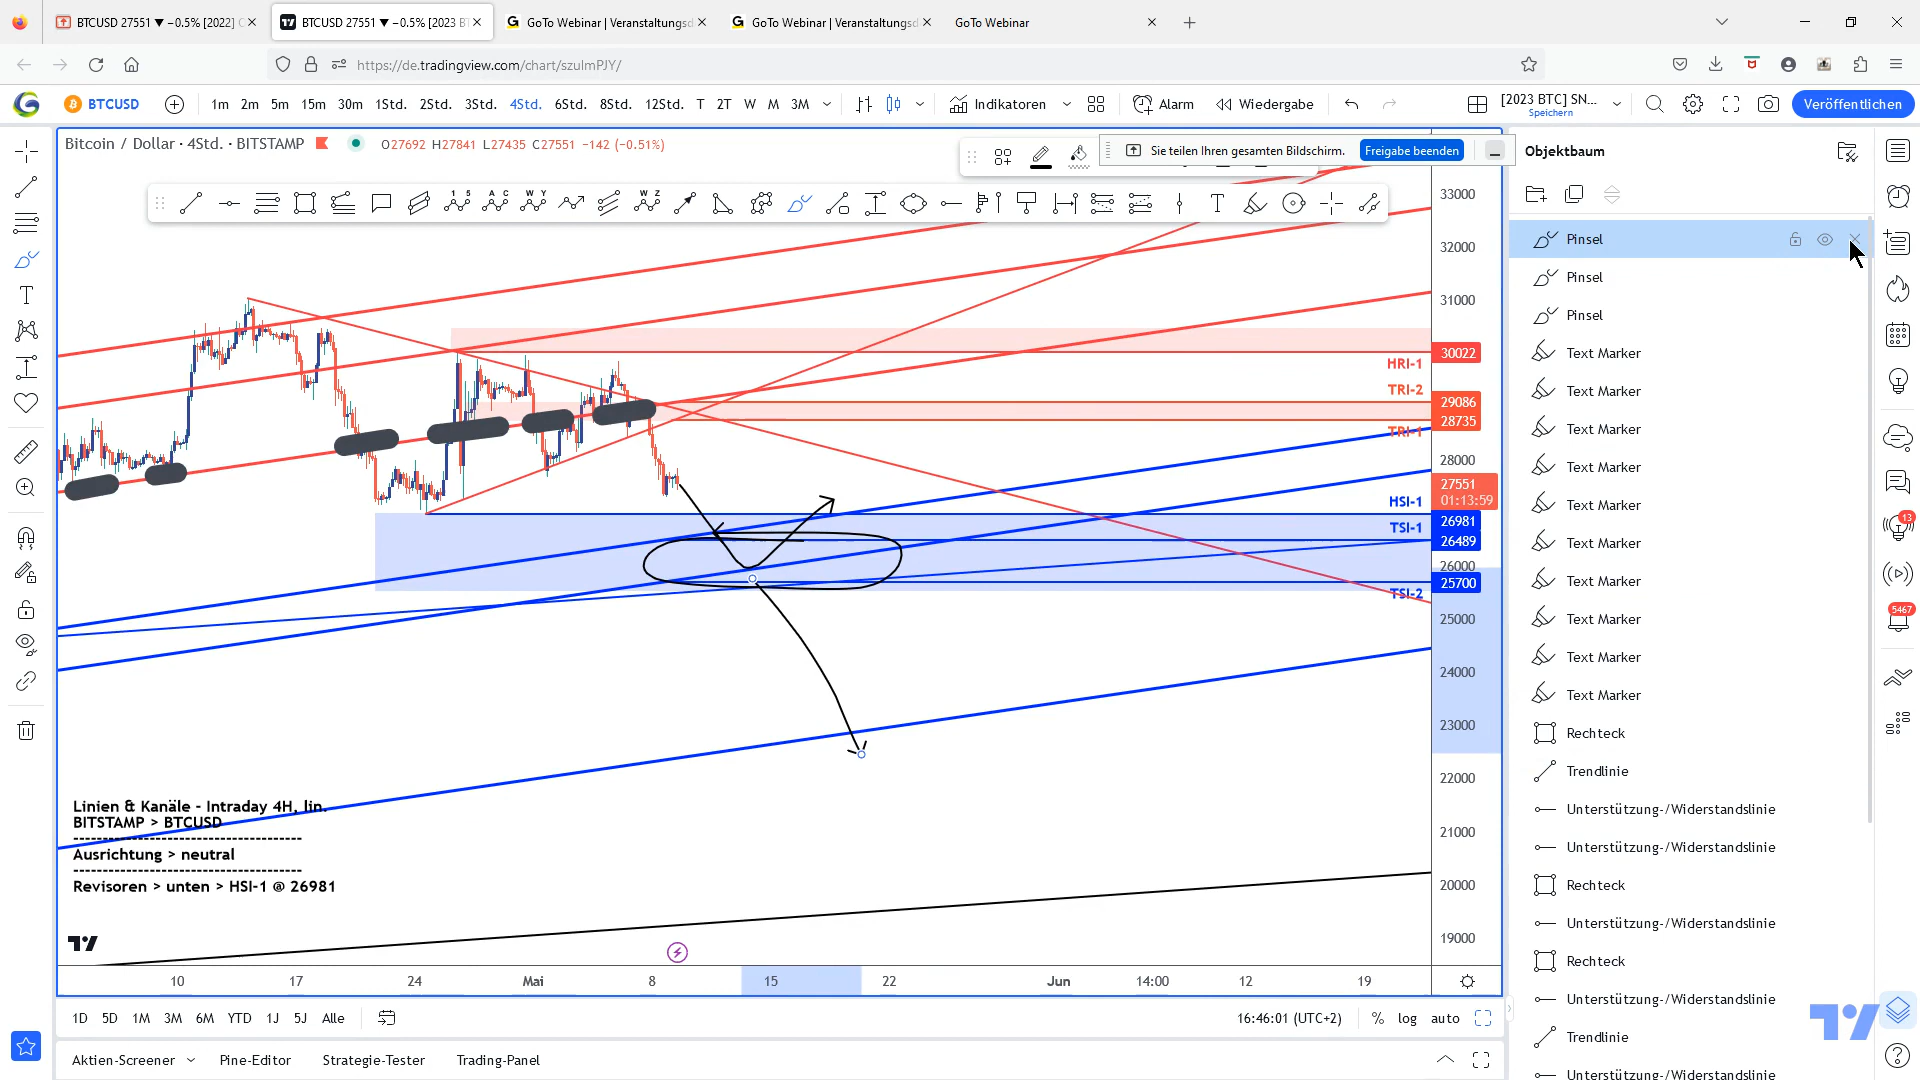 BTCUSD 27551 ▼ −0.5% [2022] C
BTCUSD 27551 ▼ −0.5% [2023 B
GoTo Webinar | Veranstaltungsd
GoTo Webinar | Veranstaltungsd
GoTo Webinar
https://de.tradingview.com/chart/szulmPJY/
BTCUSD
1m 2m 5m 15m 30m 1Std. 2Std. 3Std. 4Std. 6Std. 8Std. 12Std. T 2T W M 3M
Indikatoren
Alarm
Wiedergabe
[2023 BTC] SN...
Speichern
Veröffentlichen
Bitcoin / Dollar · 4Std. · BITSTAMP
O27692 H27841 L27435 C27551 −142 (−0.51%)
Sie teilen Ihren gesamten Bildschirm.
Freigabe beenden
Objektbaum
Pinsel
Pinsel
Pinsel
Text Marker
Text Marker
Text Marker
Text Marker
Text Marker
Text Marker
Text Marker
Text Marker
Text Marker
Text Marker
Rechteck
Trendlinie
Unterstützung-/Widerstandslinie
Unterstützung-/Widerstandslinie
Rechteck
Unterstützung-/Widerstandslinie
Rechteck
Unterstützung-/Widerstandslinie
Trendlinie
Unterstützung-/Widerstandslinie
33000
32000
31000
30022
HRI-1
TRI-2
29086
28735
TRI-1
28000
27551
01:13:59
HSI-1
26981
TSI-1
26489
26000
25700
TSI-2
25000
24000
23000
22000
21000
20000
19000
Linien & Kanäle - Intraday 4H, lin.
BITSTAMP > BTCUSD
--------------------------------------
Ausrichtung > neutral
--------------------------------------
Revisoren > unten > HSI-1 @ 26981
10 17 24 Mai 8 15 22 Jun 14:00 12 19
1D 5D 1M 3M 6M YTD 1J 5J Alle
16:46:01 (UTC+2)
% log auto
Aktien-Screener
Pine-Editor
Strategie-Tester
Trading-Panel
13
5467